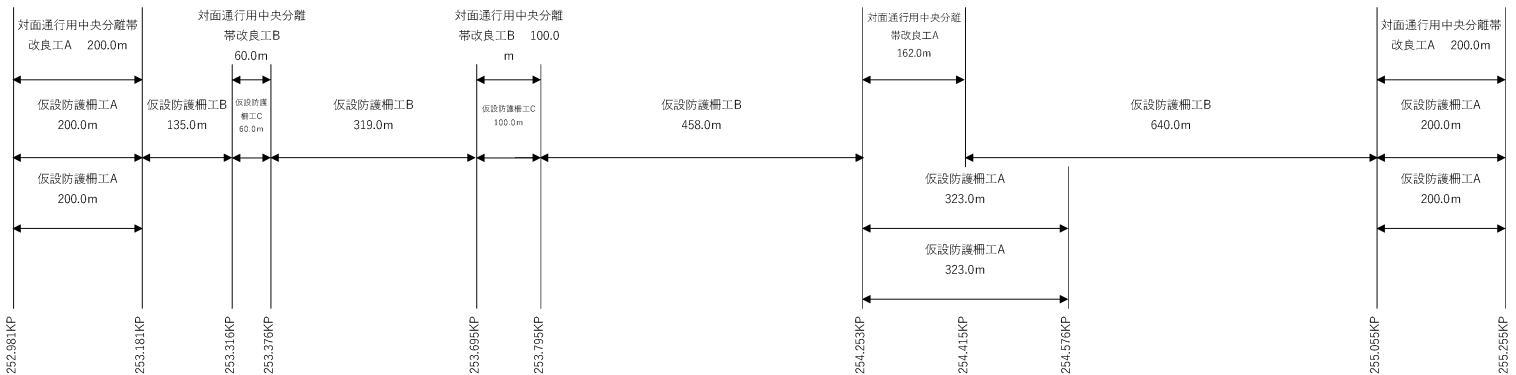 対面通行用中央分離帯
改良工A 200.0m
対面通行用中央分離
帯改良工B
60.0m
対面通行用中央分離
帯改良工B 100.0
m
対面通行用中央分離
帯改良工A
162.0m
対面通行用中央分離帯
改良工A 200.0m
仮設防護柵工A
200.0m
仮設防護柵工B
135.0m
仮設防護
柵工C
60.0m
仮設防護柵工B
319.0m
仮設防護柵工C
100.0m
仮設防護柵工B
458.0m
仮設防護柵工B
640.0m
仮設防護柵工A
200.0m
仮設防護柵工A
200.0m
仮設防護柵工A
323.0m
仮設防護柵工A
200.0m
仮設防護柵工A
323.0m
252.981KP
253.181KP
253.316KP
253.376KP
253.695KP
253.795KP
254.253KP
254.415KP
254.576KP
255.055KP
255.255KP